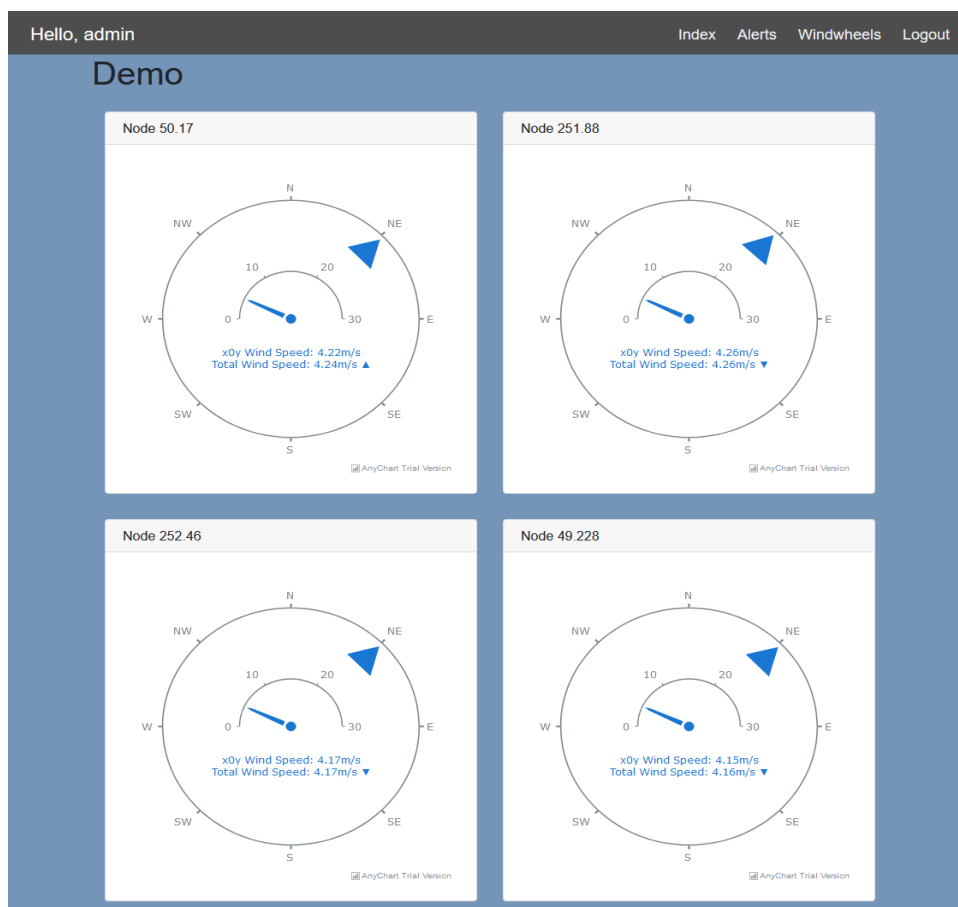 Hello, admin Index Alerts Windwheels Logout
Demo
Node 50.17
N
NW NE
10 20
W 0 30 E
x0y Wind Speed: 4.22m/s
Total Wind Speed: 4.24m/s ▲
SW SE
S
AnyChart Trial Version
Node 251.88
N
NW NE
10 20
W 0 30 E
x0y Wind Speed: 4.26m/s
Total Wind Speed: 4.26m/s ▼
SW SE
S
AnyChart Trial Version
Node 252.46
N
NW NE
10 20
W 0 30 E
x0y Wind Speed: 4.17m/s
Total Wind Speed: 4.17m/s ▼
SW SE
S
AnyChart Trial Version
Node 49.228
N
NW NE
10 20
W 0 30 E
x0y Wind Speed: 4.15m/s
Total Wind Speed: 4.16m/s ▼
SW SE
S
AnyChart Trial Version